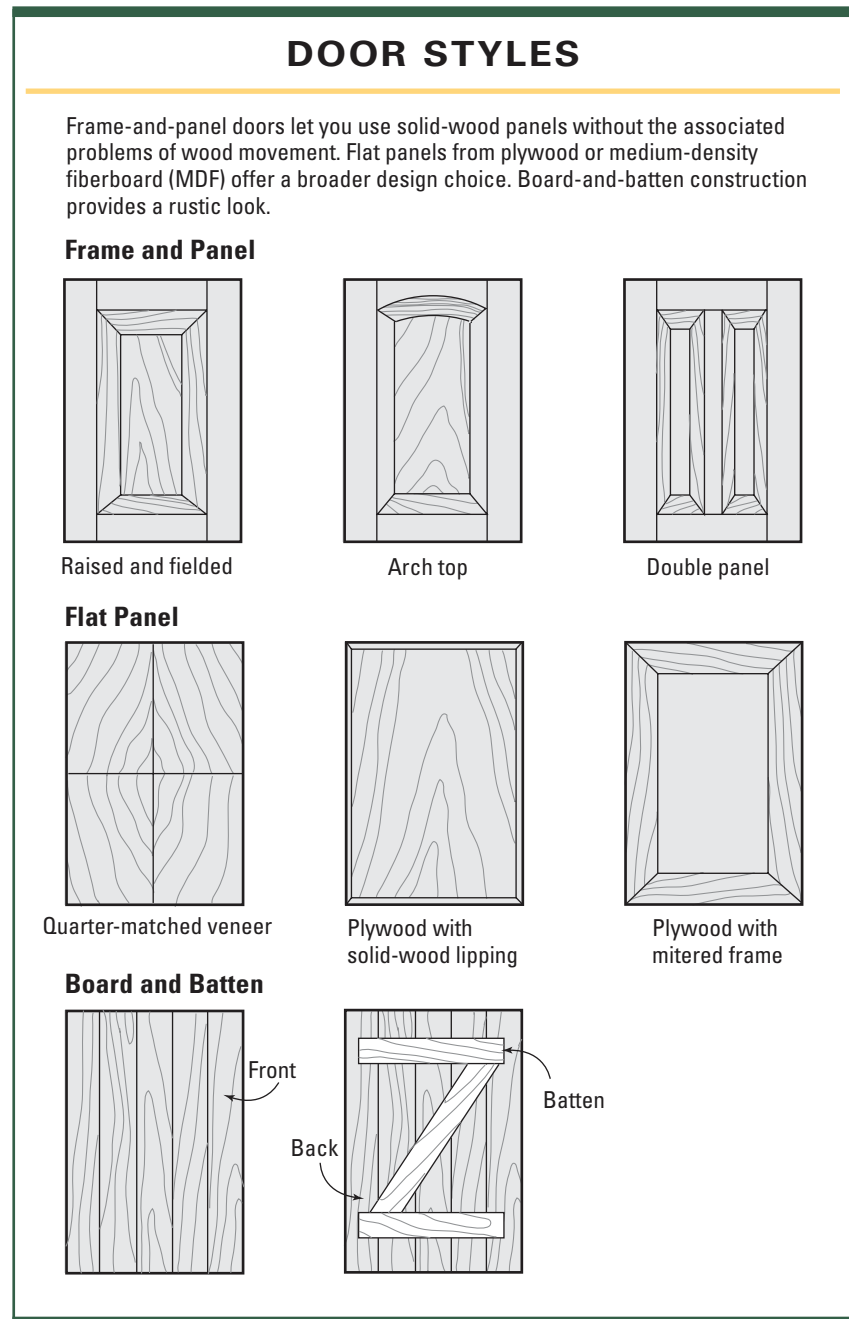 DOOR STYLES
Frame-and-panel doors let you use solid-wood panels without the associated
problems of wood movement. Flat panels from plywood or medium-density
fiberboard (MDF) offer a broader design choice. Board-and-batten construction
provides a rustic look.
Frame and Panel
Raised and fielded
Arch top
Double panel
Flat Panel
Quarter-matched veneer
Plywood with
solid-wood lipping
Plywood with
mitered frame
Board and Batten
Front
Back
Batten